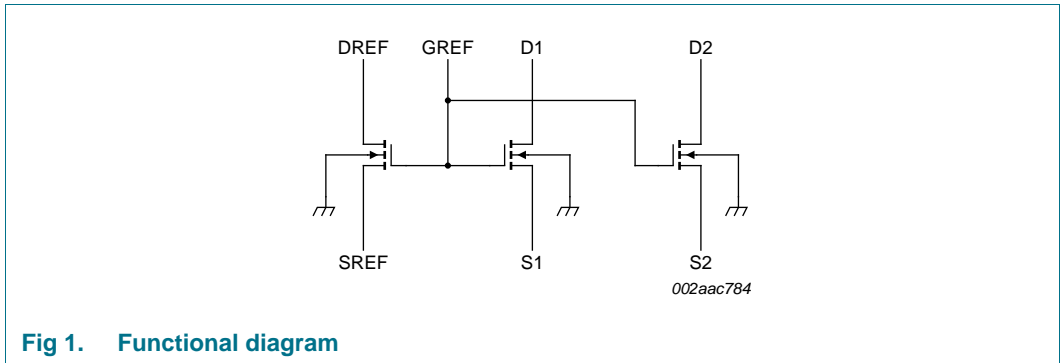 DREF GREF D1 D2
SREF S1 S2
002aac784
Fig 1. Functional diagram